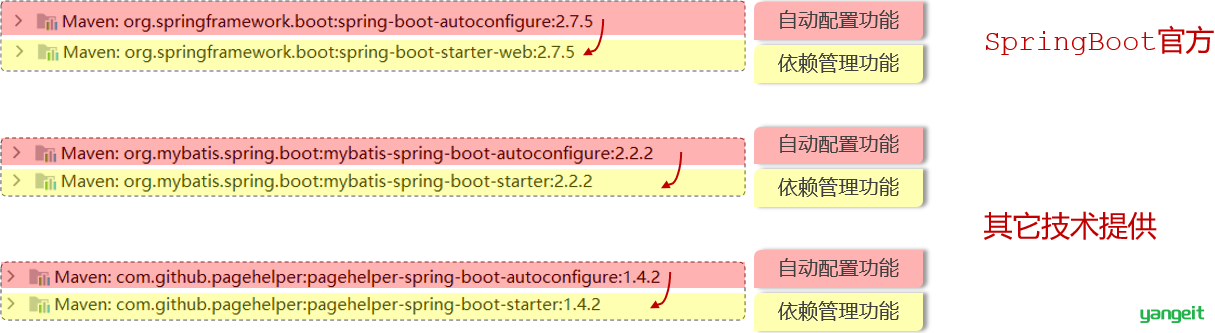 Maven: org.springframework.boot:spring-boot-autoconfigure:2.7.5
自动配置功能
Maven: org.springframework.boot:spring-boot-starter-web:2.7.5
依赖管理功能
SpringBoot官方
Maven: org.mybatis.spring.boot:mybatis-spring-boot-autoconfigure:2.2.2
自动配置功能
Maven: org.mybatis.spring.boot:mybatis-spring-boot-starter:2.2.2
依赖管理功能
其它技术提供
Maven: com.github.pagehelper:pagehelper-spring-boot-autoconfigure:1.4.2
自动配置功能
Maven: com.github.pagehelper:pagehelper-spring-boot-starter:1.4.2
依赖管理功能
yangeit